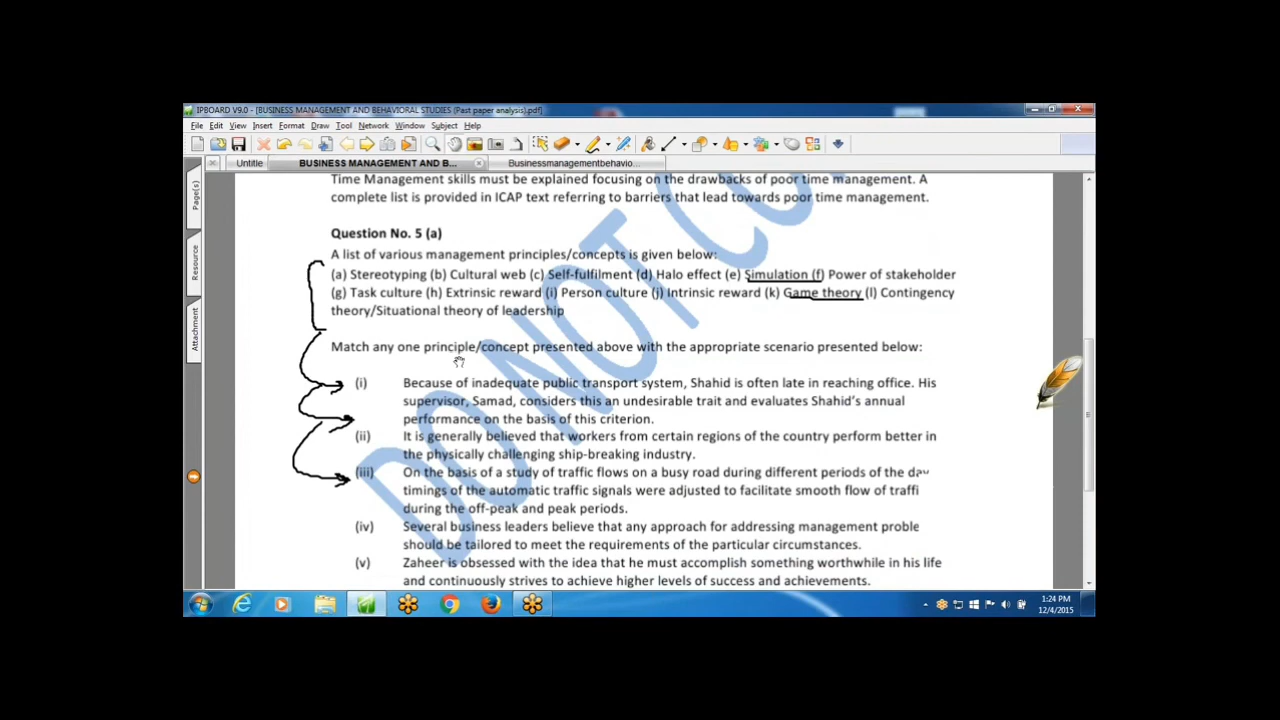 IPBOARD V9.0 - [BUSINESS MANAGEMENT AND BEHAVIORAL STUDIES (Past paper analysis).pdf]
File Edit View Insert Format Draw Tool Network Window Subject Help
Untitle BUSINESS MANAGEMENT AND B... Businessmanagementbehavio...
Page(s)
Resource
Attachment
Time Management skills must be explained focusing on the drawbacks of poor time management. A
complete list is provided in ICAP text referring to barriers that lead towards poor time management.
Question No. 5 (a)
A list of various management principles/concepts is given below:
(a) Stereotyping (b) Cultural web (c) Self-fulfilment (d) Halo effect (e) Simulation (f) Power of stakeholder
(g) Task culture (h) Extrinsic reward (i) Person culture (j) Intrinsic reward (k) Game theory (l) Contingency
theory/Situational theory of leadership
Match any one principle/concept presented above with the appropriate scenario presented below:
(i) Because of inadequate public transport system, Shahid is often late in reaching office. His
supervisor, Samad, considers this an undesirable trait and evaluates Shahid's annual
performance on the basis of this criterion.
(ii) It is generally believed that workers from certain regions of the country perform better in
the physically challenging ship-breaking industry.
(iii) On the basis of a study of traffic flows on a busy road during different periods of the day
timings of the automatic traffic signals were adjusted to facilitate smooth flow of traffi
during the off-peak and peak periods.
(iv) Several business leaders believe that any approach for addressing management proble
should be tailored to meet the requirements of the particular circumstances.
(v) Zaheer is obsessed with the idea that he must accomplish something worthwhile in his life
and continuously strives to achieve higher levels of success and achievements.
DO NOT CO
1:24 PM
12/4/2015